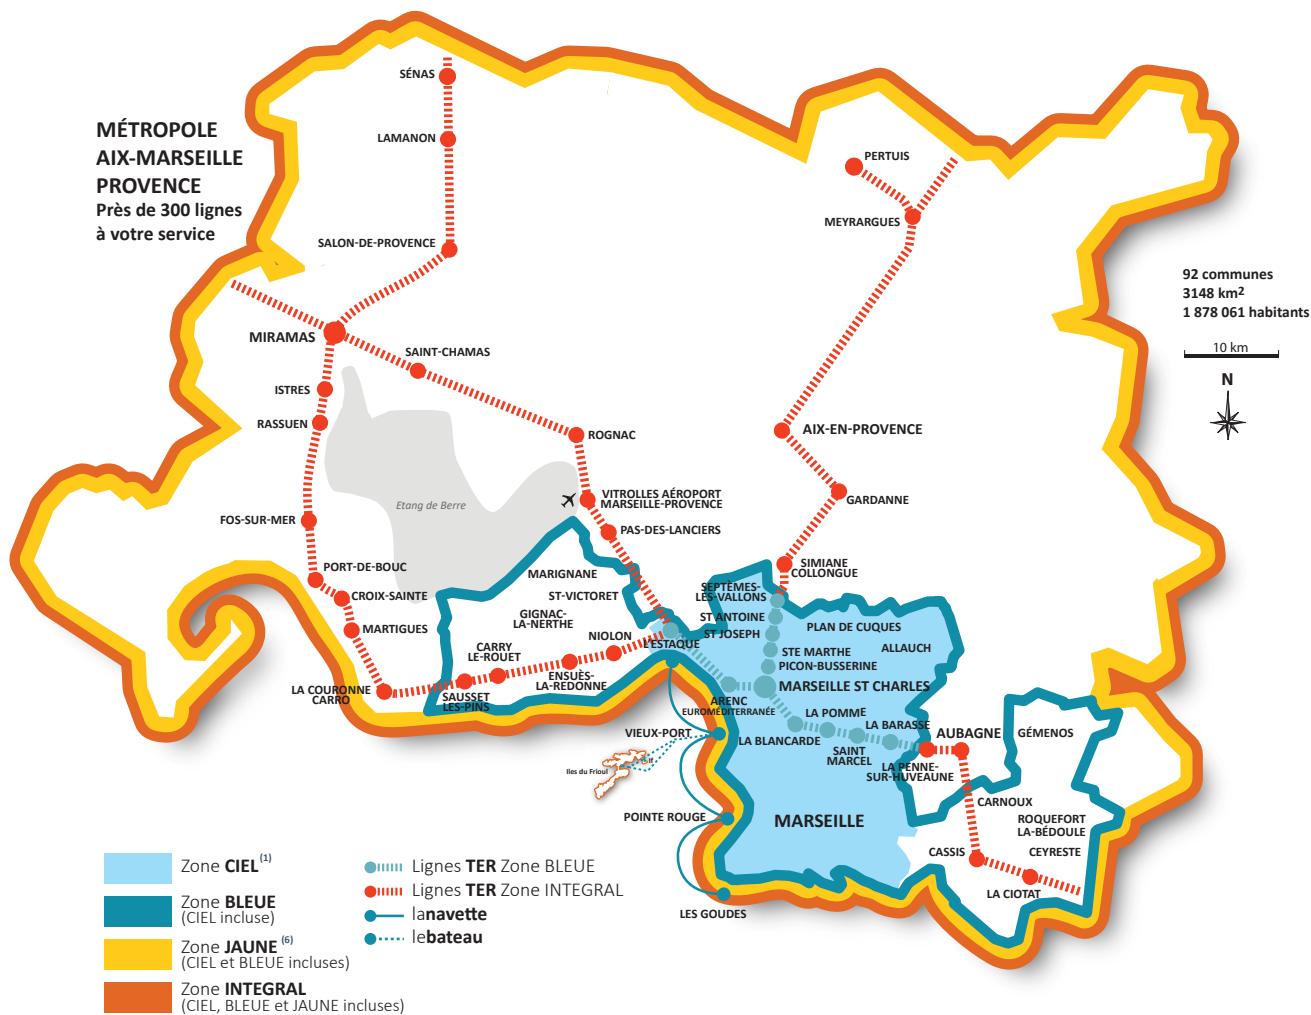 MÉTROPOLE
AIX-MARSEILLE
PROVENCE
Près de 300 lignes
à votre service
SÉNAS
LAMANON
SALON-DE-PROVENCE
MIRAMAS
SAINT-CHAMAS
ISTRES
RASSUEN
ROGNAC
Etang de Berre
VITROLLES AÉROPORT
MARSEILLE-PROVENCE
PAS-DES-LANCIERS
FOS-SUR-MER
PORT-DE-BOUC
CROIX-SAINTE
MARTIGUES
LA COURONNE
CARRO
MARIGNANE
ST-VICTORET
GIGNAC-
LA-NERTHE
NIOLON
CARRY
LE-ROUET
ENSUÈS-
LA-REDONNE
SAUSSET
LES-PINS
L'ESTAQUE
PERTUIS
MEYRARGUES
AIX-EN-PROVENCE
GARDANNE
SIMIANE
COLLONGUE
SEPTÈMES-
LES-VALLONS
ST ANTOINE
ST JOSEPH
PLAN DE CUQUES
ALLAUCH
STE MARTHE
PICON-BUSSERINE
MARSEILLE ST CHARLES
ARENC
EUROMÉDITERRANÉE
LA POMME
LA BARASSE
LA BLANCARDE
SAINT
MARCEL
AUBAGNE
LA PENNE-
SUR-HUVEAUNE
GÉMENOS
CARNOUX
ROQUEFORT
LA-BÉDOULE
CASSIS
CEYRESTE
LA CIOTAT
MARSEILLE
VIEUX-PORT
Iles du Frioul
If
POINTE ROUGE
LES GOUDES
92 communes
3148 km²
1 878 061 habitants
10 km
N
Zone CIEL (1)
Zone BLEUE
(CIEL incluse)
Zone JAUNE (6)
(CIEL et BLEUE incluses)
Zone INTEGRAL
(CIEL, BLEUE et JAUNE incluses)
Lignes TER Zone BLEUE
Lignes TER Zone INTEGRAL
lanavette
lebateau